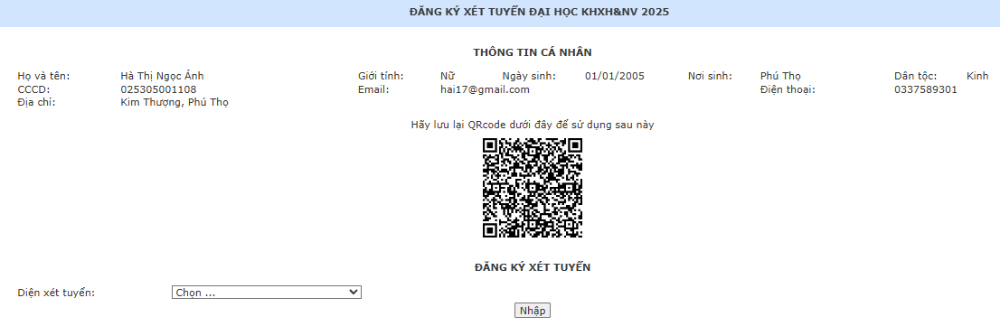 ĐĂNG KÝ XÉT TUYỂN ĐẠI HỌC KHXH&NV 2025
THÔNG TIN CÁ NHÂN
Họ và tên: Hà Thị Ngọc Ánh Giới tính: Nữ Ngày sinh: 01/01/2005 Nơi sinh: Phú Thọ Dân tộc: Kinh
CCCD: 025305001108 Email: hai17@gmail.com Điện thoại: 0337589301
Địa chỉ: Kim Thượng, Phú Thọ
Hãy lưu lại QRcode dưới đây để sử dụng sau này
ĐĂNG KÝ XÉT TUYỂN
Diện xét tuyển: Chọn ...
Nhập